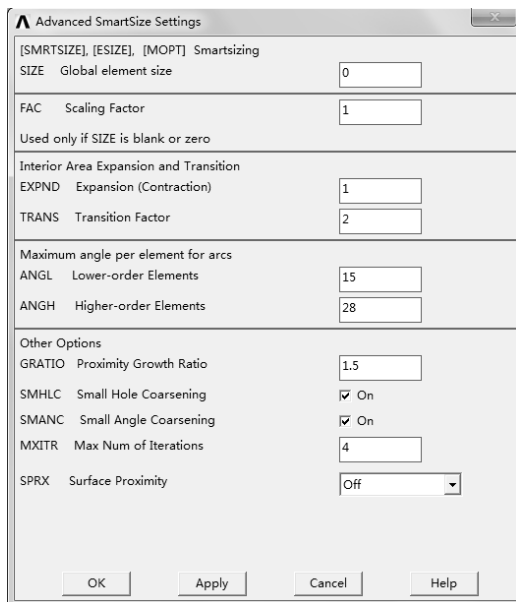 Advanced SmartSize Settings
[SMRTSIZE], [ESIZE], [MOPT] Smartsizing
SIZE Global element size 0
FAC Scaling Factor 1
Used only if SIZE is blank or zero
Interior Area Expansion and Transition
EXPND Expansion (Contraction) 1
TRANS Transition Factor 2
Maximum angle per element for arcs
ANGL Lower-order Elements 15
ANGH Higher-order Elements 28
Other Options
GRATIO Proximity Growth Ratio 1.5
SMHLC Small Hole Coarsening On
SMANC Small Angle Coarsening On
MXITR Max Num of Iterations 4
SPRX Surface Proximity Off
OK Apply Cancel Help